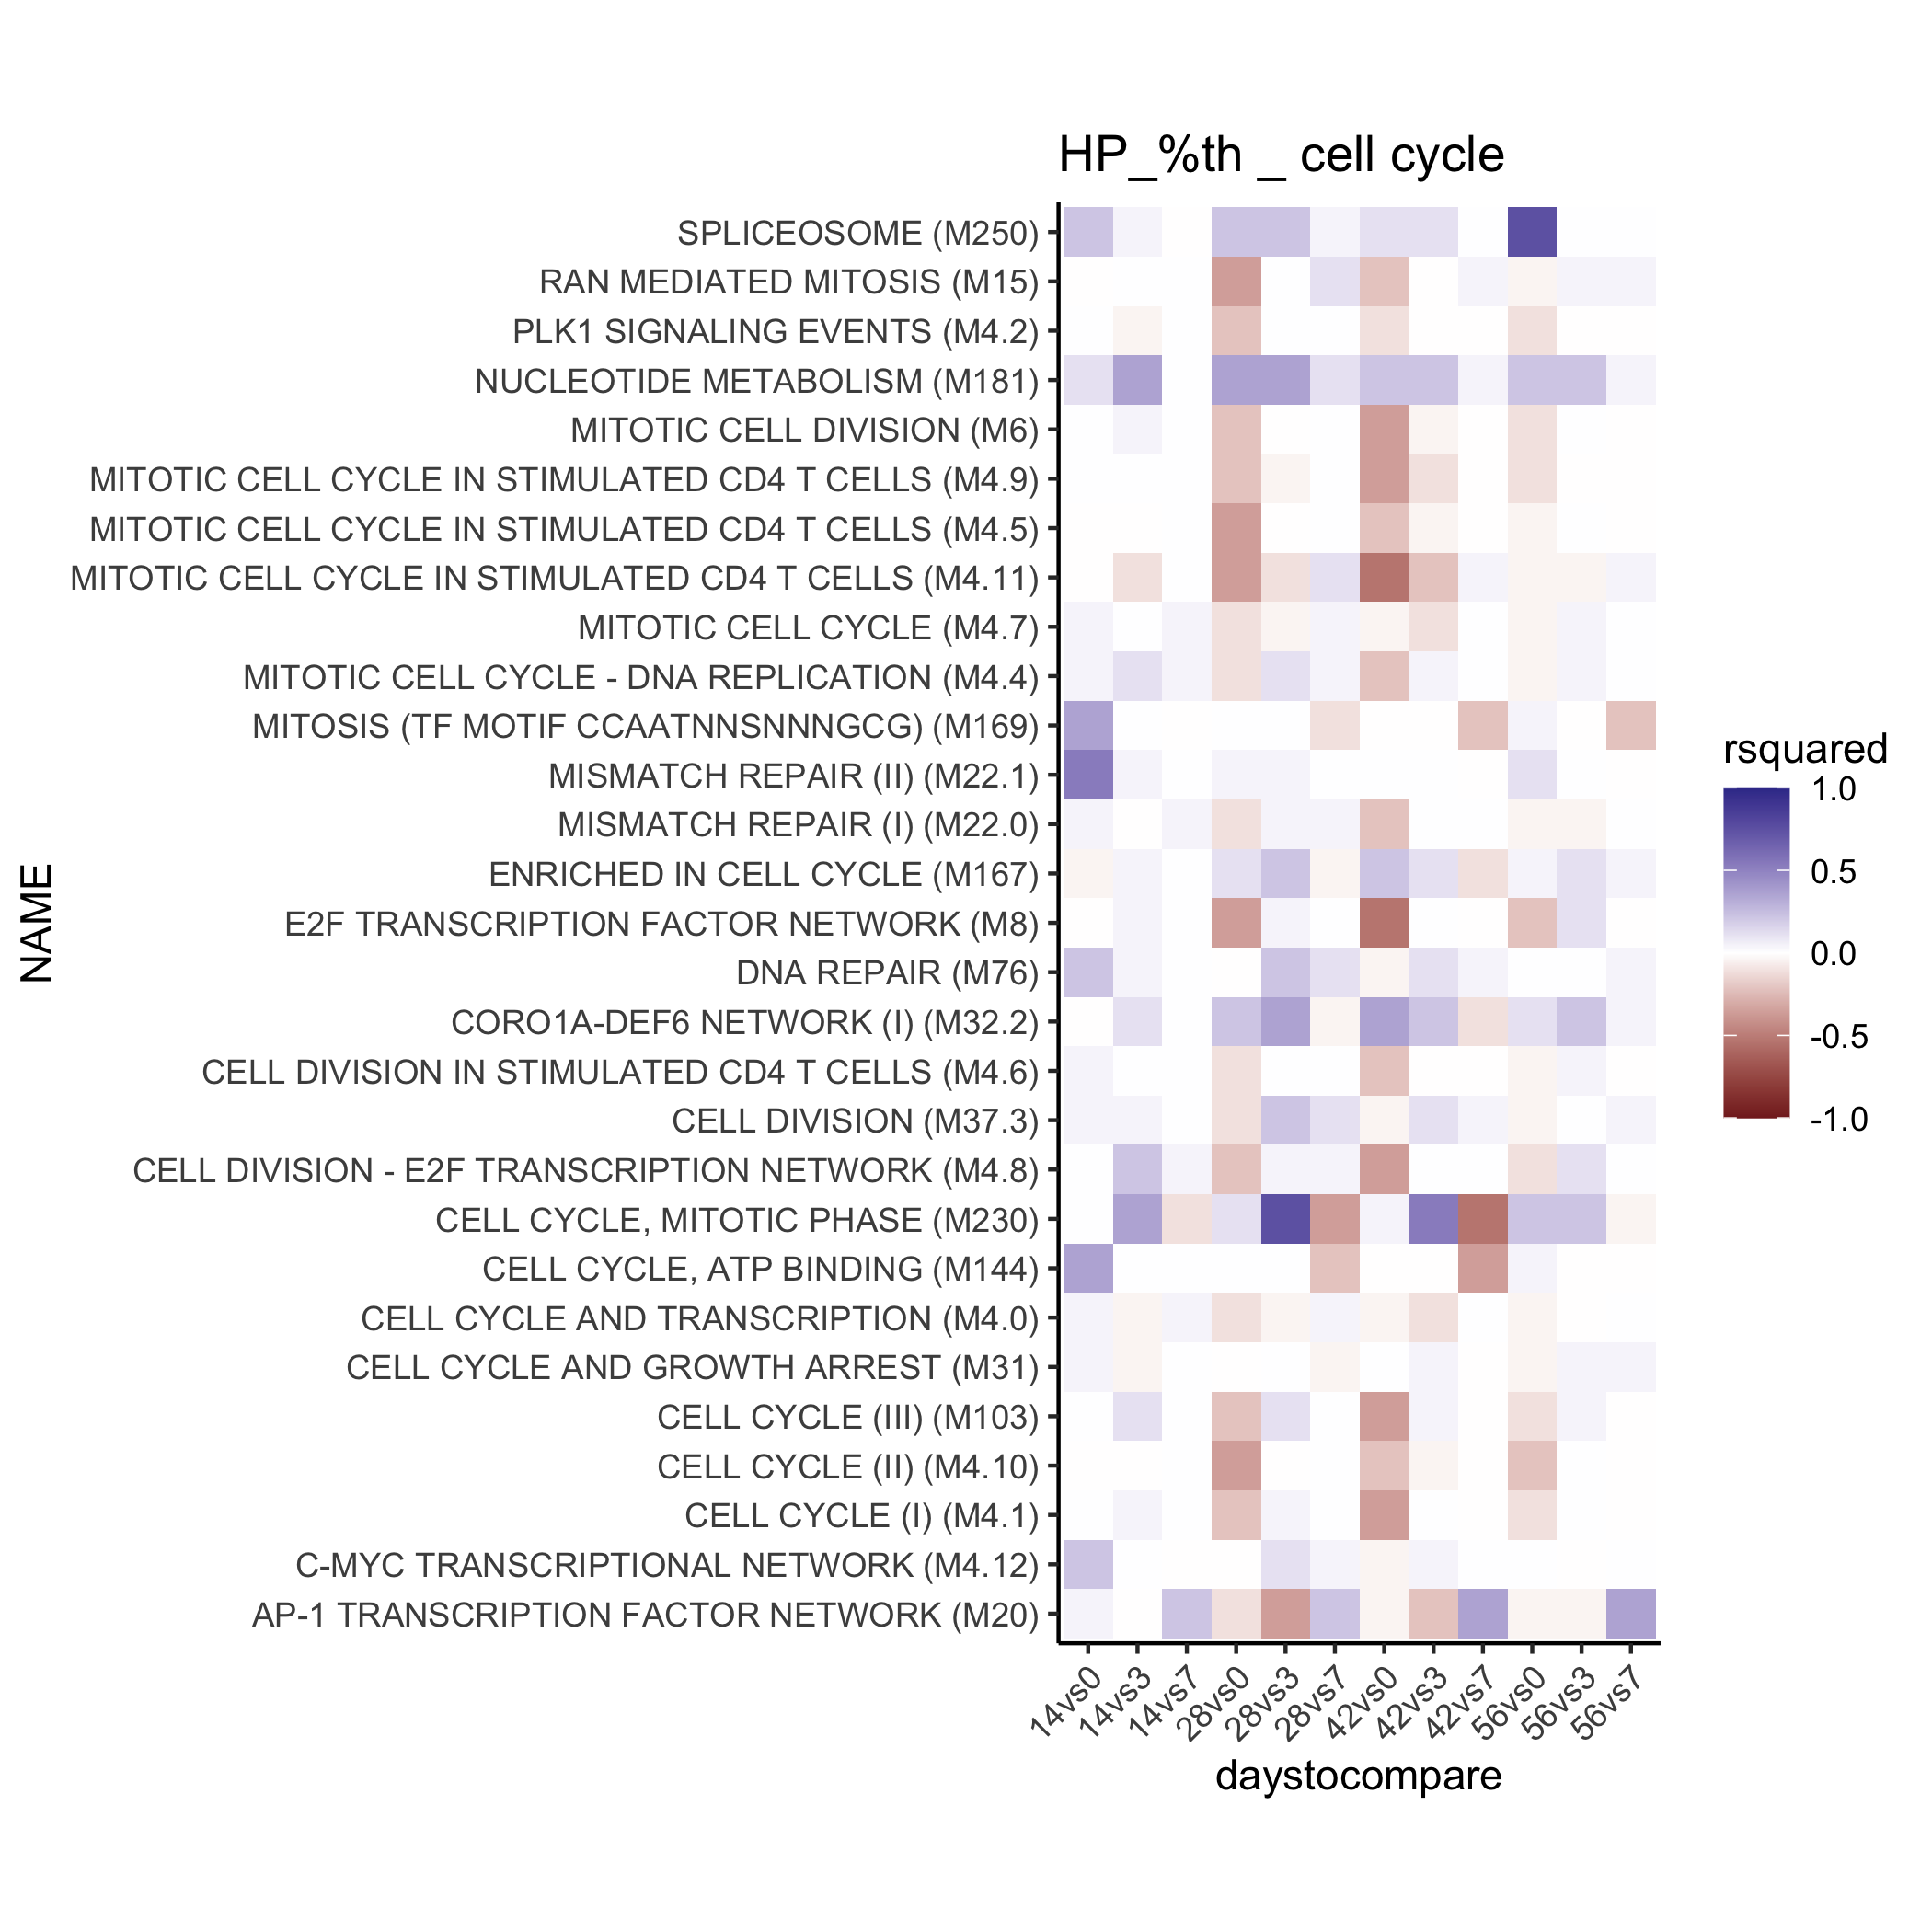 HP_%th _ cell cycle
NAME
SPLICEOSOME (M250)
RAN MEDIATED MITOSIS (M15)
PLK1 SIGNALING EVENTS (M4.2)
NUCLEOTIDE METABOLISM (M181)
MITOTIC CELL DIVISION (M6)
MITOTIC CELL CYCLE IN STIMULATED CD4 T CELLS (M4.9)
MITOTIC CELL CYCLE IN STIMULATED CD4 T CELLS (M4.5)
MITOTIC CELL CYCLE IN STIMULATED CD4 T CELLS (M4.11)
MITOTIC CELL CYCLE (M4.7)
MITOTIC CELL CYCLE - DNA REPLICATION (M4.4)
MITOSIS (TF MOTIF CCAATNNSNNNGCG) (M169)
MISMATCH REPAIR (II) (M22.1)
MISMATCH REPAIR (I) (M22.0)
ENRICHED IN CELL CYCLE (M167)
E2F TRANSCRIPTION FACTOR NETWORK (M8)
DNA REPAIR (M76)
CORO1A-DEF6 NETWORK (I) (M32.2)
CELL DIVISION IN STIMULATED CD4 T CELLS (M4.6)
CELL DIVISION (M37.3)
CELL DIVISION - E2F TRANSCRIPTION NETWORK (M4.8)
CELL CYCLE, MITOTIC PHASE (M230)
CELL CYCLE, ATP BINDING (M144)
CELL CYCLE AND TRANSCRIPTION (M4.0)
CELL CYCLE AND GROWTH ARREST (M31)
CELL CYCLE (III) (M103)
CELL CYCLE (II) (M4.10)
CELL CYCLE (I) (M4.1)
C-MYC TRANSCRIPTIONAL NETWORK (M4.12)
AP-1 TRANSCRIPTION FACTOR NETWORK (M20)
14vs0
14vs3
14vs7
28vs0
28vs3
28vs7
42vs0
42vs3
42vs7
56vs0
56vs3
56vs7
daystocompare
rsquared
1.0
0.5
0.0
-0.5
-1.0